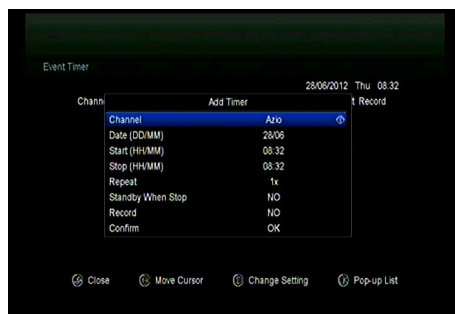 Event Timer
28/06/2012 Thu 08:32
Chann t Record
Add Timer
Channel Azio
Date (DD/MM) 28/06
Start (HH/MM) 08:32
Stop (HH/MM) 08:32
Repeat 1x
Standby When Stop NO
Record NO
Confirm OK
Close Move Cursor Change Setting Pop-up List